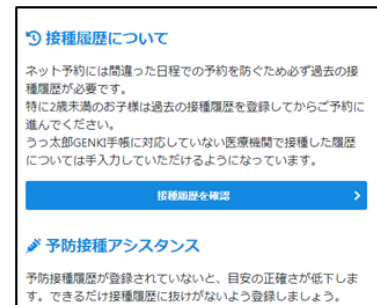 接種履歴について
ネット予約には間違った日程での予約を防ぐため必ず過去の接
種履歴が必要です。
特に2歳未満のお子様は過去の接種履歴を登録してからご予約に
進んでください。
うっ太郎GENKI手帳に対応していない医療機関で接種した履歴
については手入力していただけるようになっています。
接種履歴を確認
予防接種アシスタンス
予防接種履歴が登録されていないと、目安の正確さが低下しま
す。できるだけ接種履歴に抜けがないよう登録しましょう。